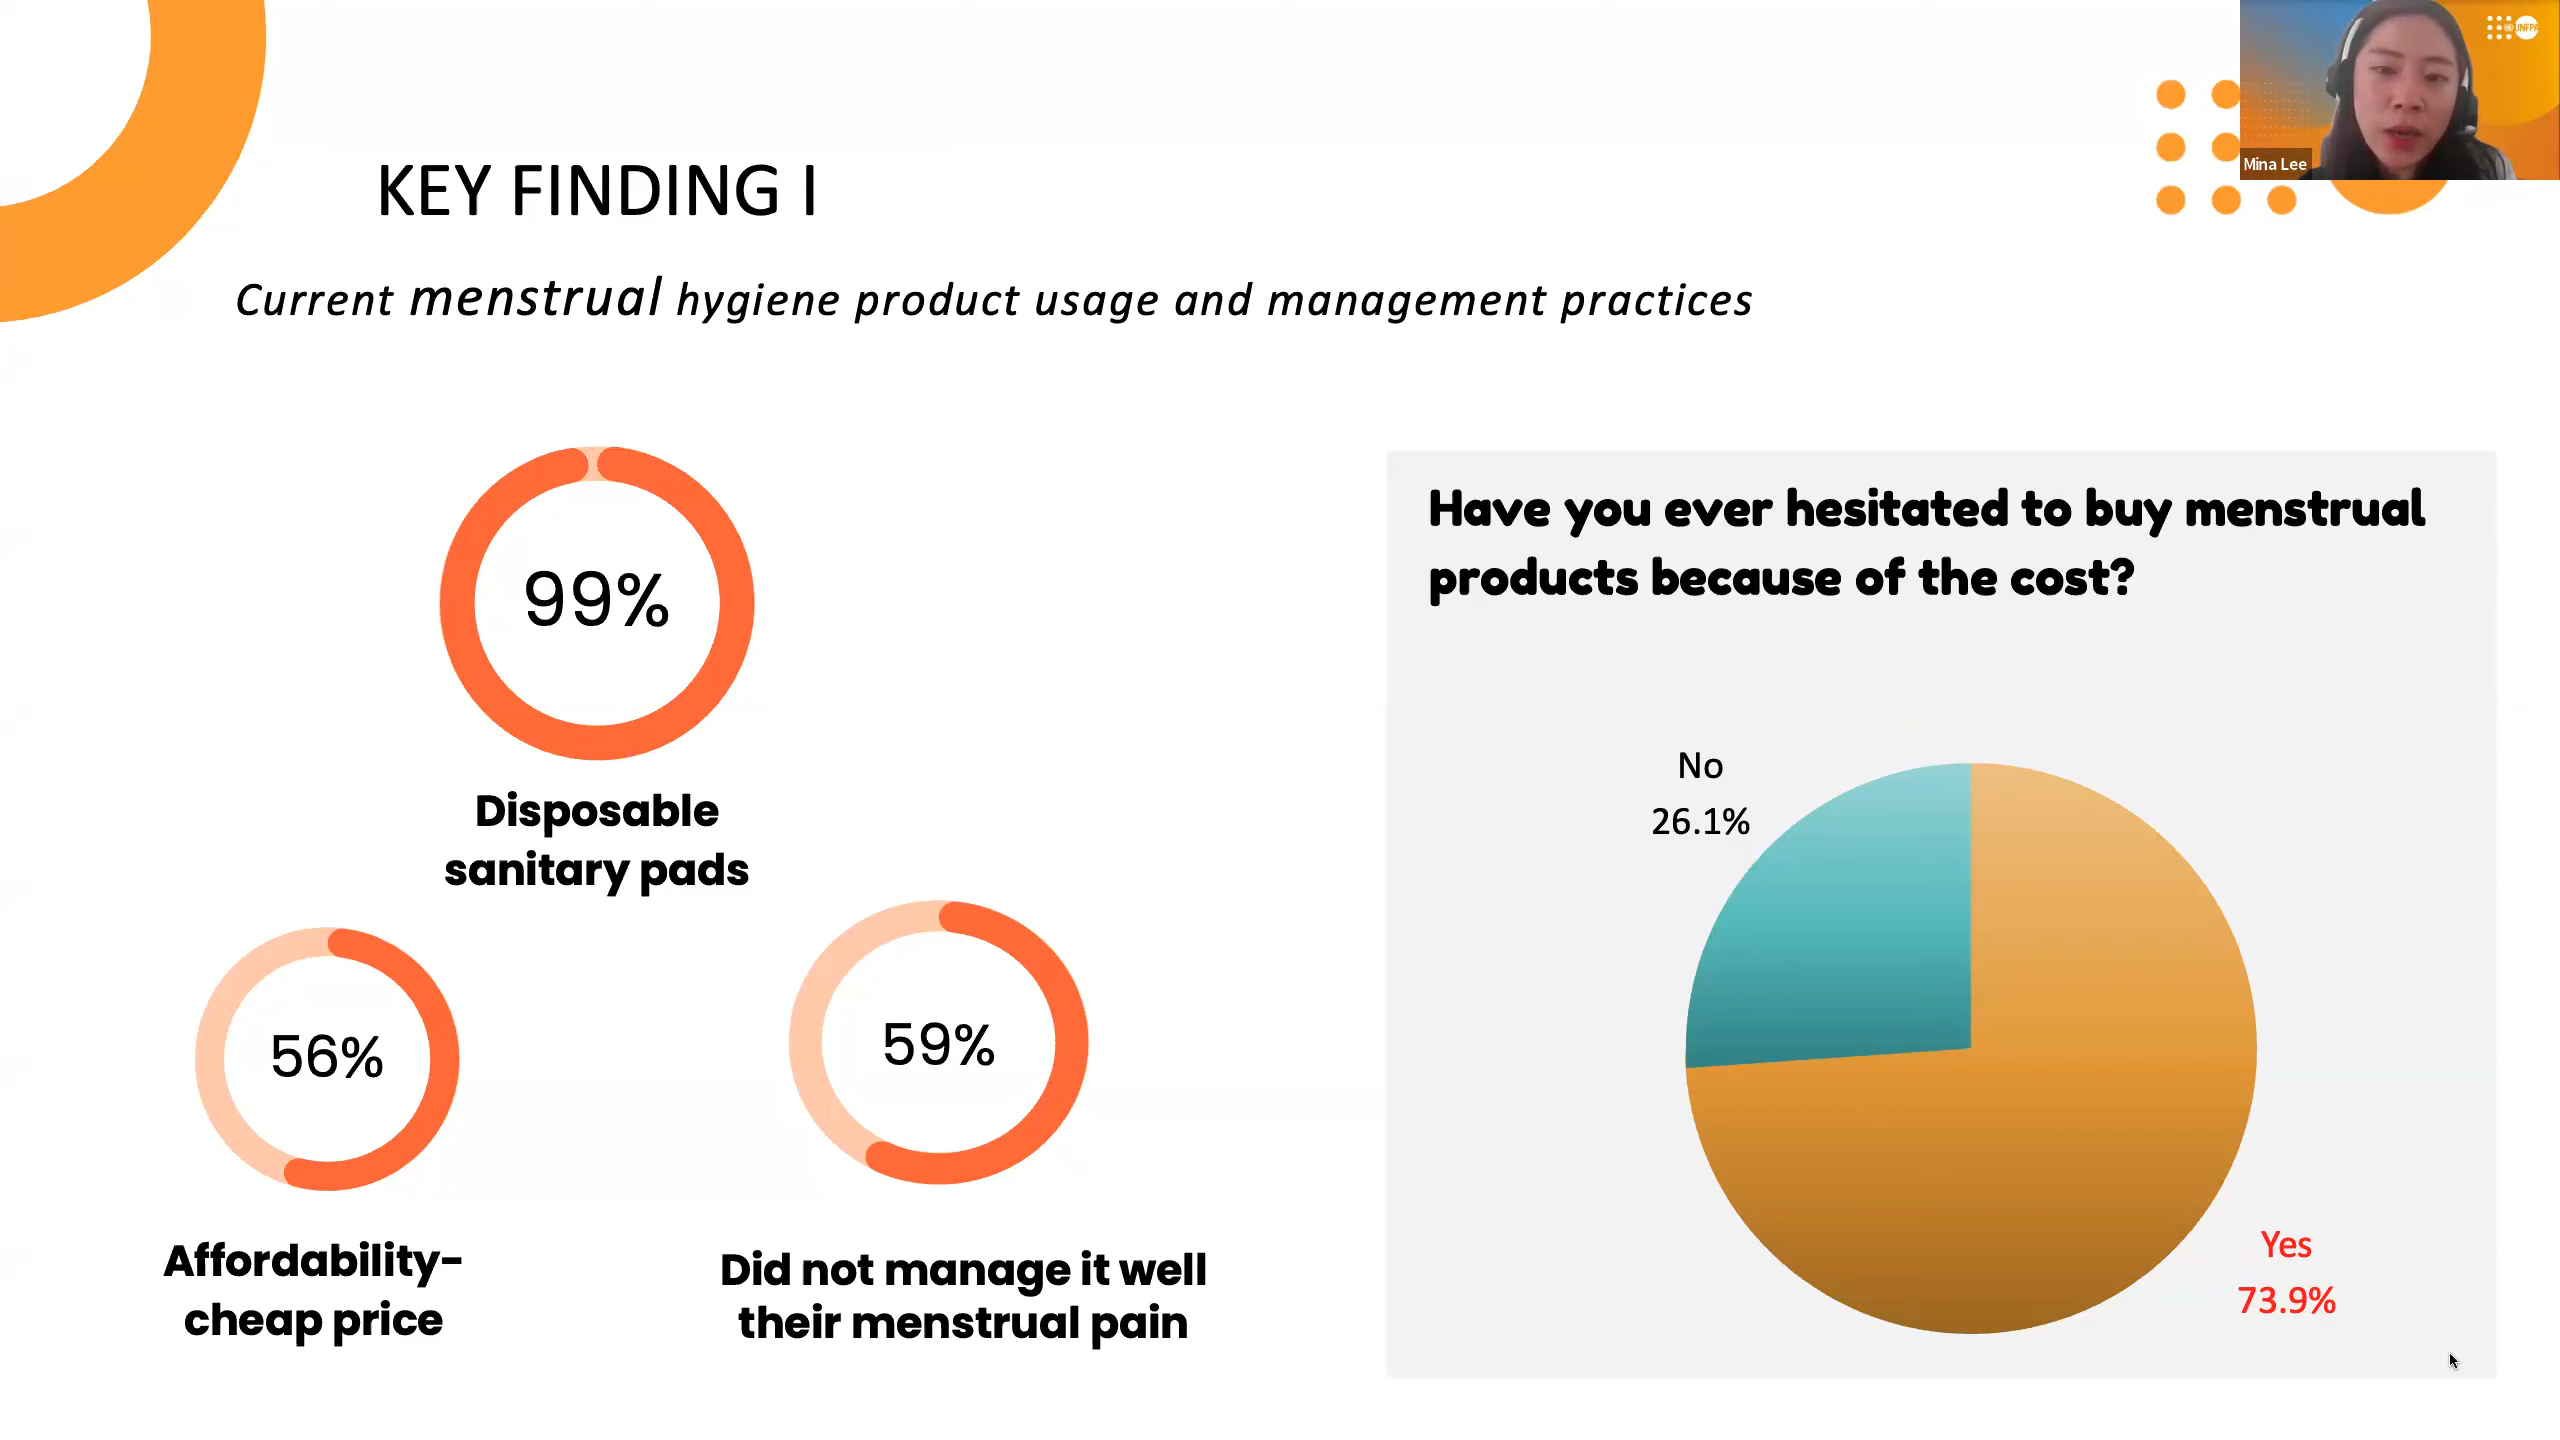 KEY FINDING I
Current menstrual hygiene product usage and management practices
99%
Disposable
sanitary pads
56%
Affordability-
cheap price
59%
Did not manage it well
their menstrual pain
Have you ever hesitated to buy menstrual
products because of the cost?
No
26.1%
Yes
73.9%
Mina Lee
UNFPA